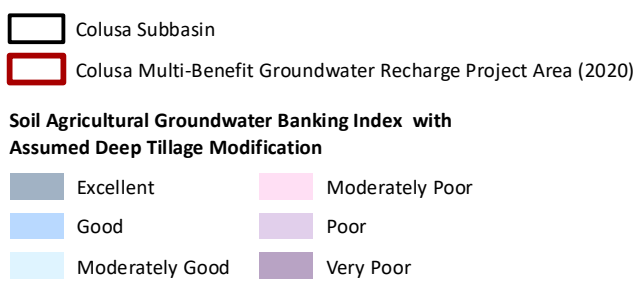 Colusa Subbasin
Colusa Multi-Benefit Groundwater Recharge Project Area (2020)
Soil Agricultural Groundwater Banking Index with
Assumed Deep Tillage Modification
Excellent
Good
Moderately Good
Moderately Poor
Poor
Very Poor